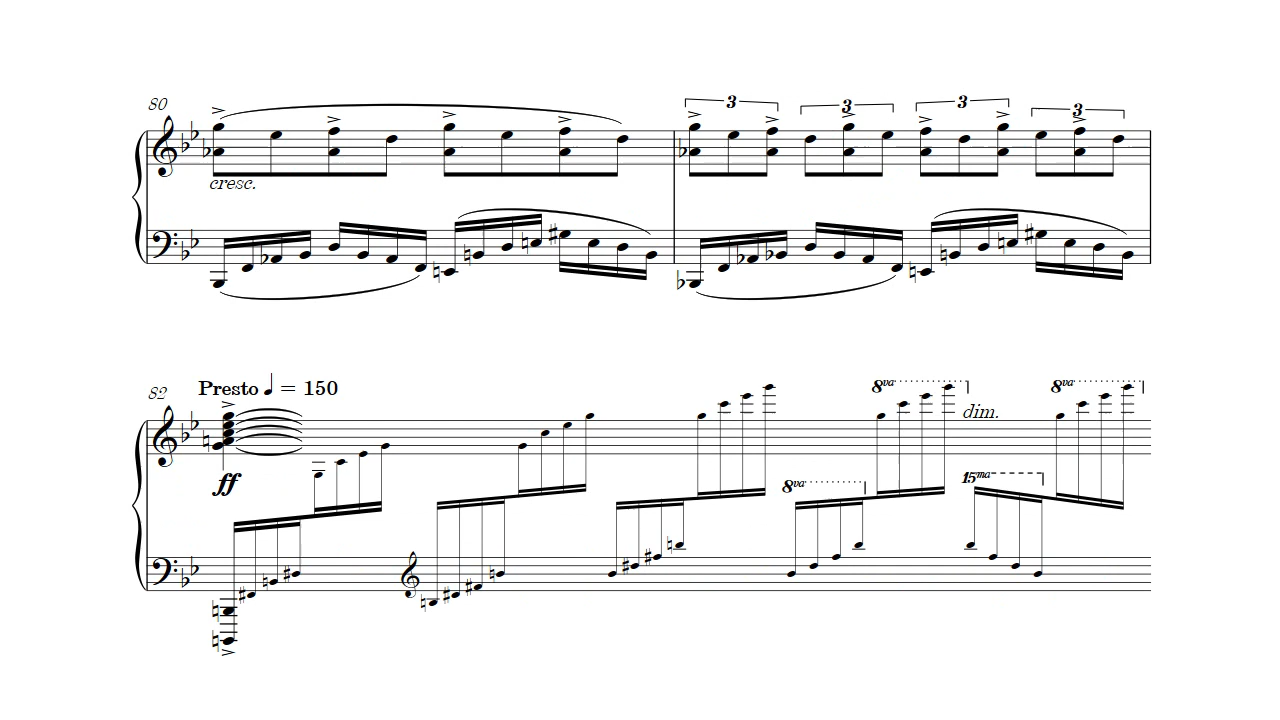 80
3 3 3 3
cresc.
82 Presto ♩ = 150
8va 8va
dim.
ff
8va 15ma